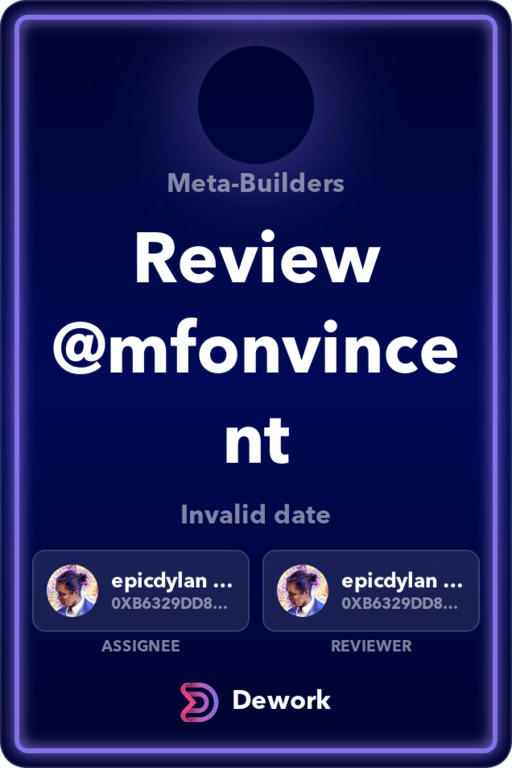 Meta-Builders
Review
@mfonvince
nt
Invalid date
epicdylan ...
0XB6329DD8...
epicdylan ...
0XB6329DD8...
ASSIGNEE
REVIEWER
Dework